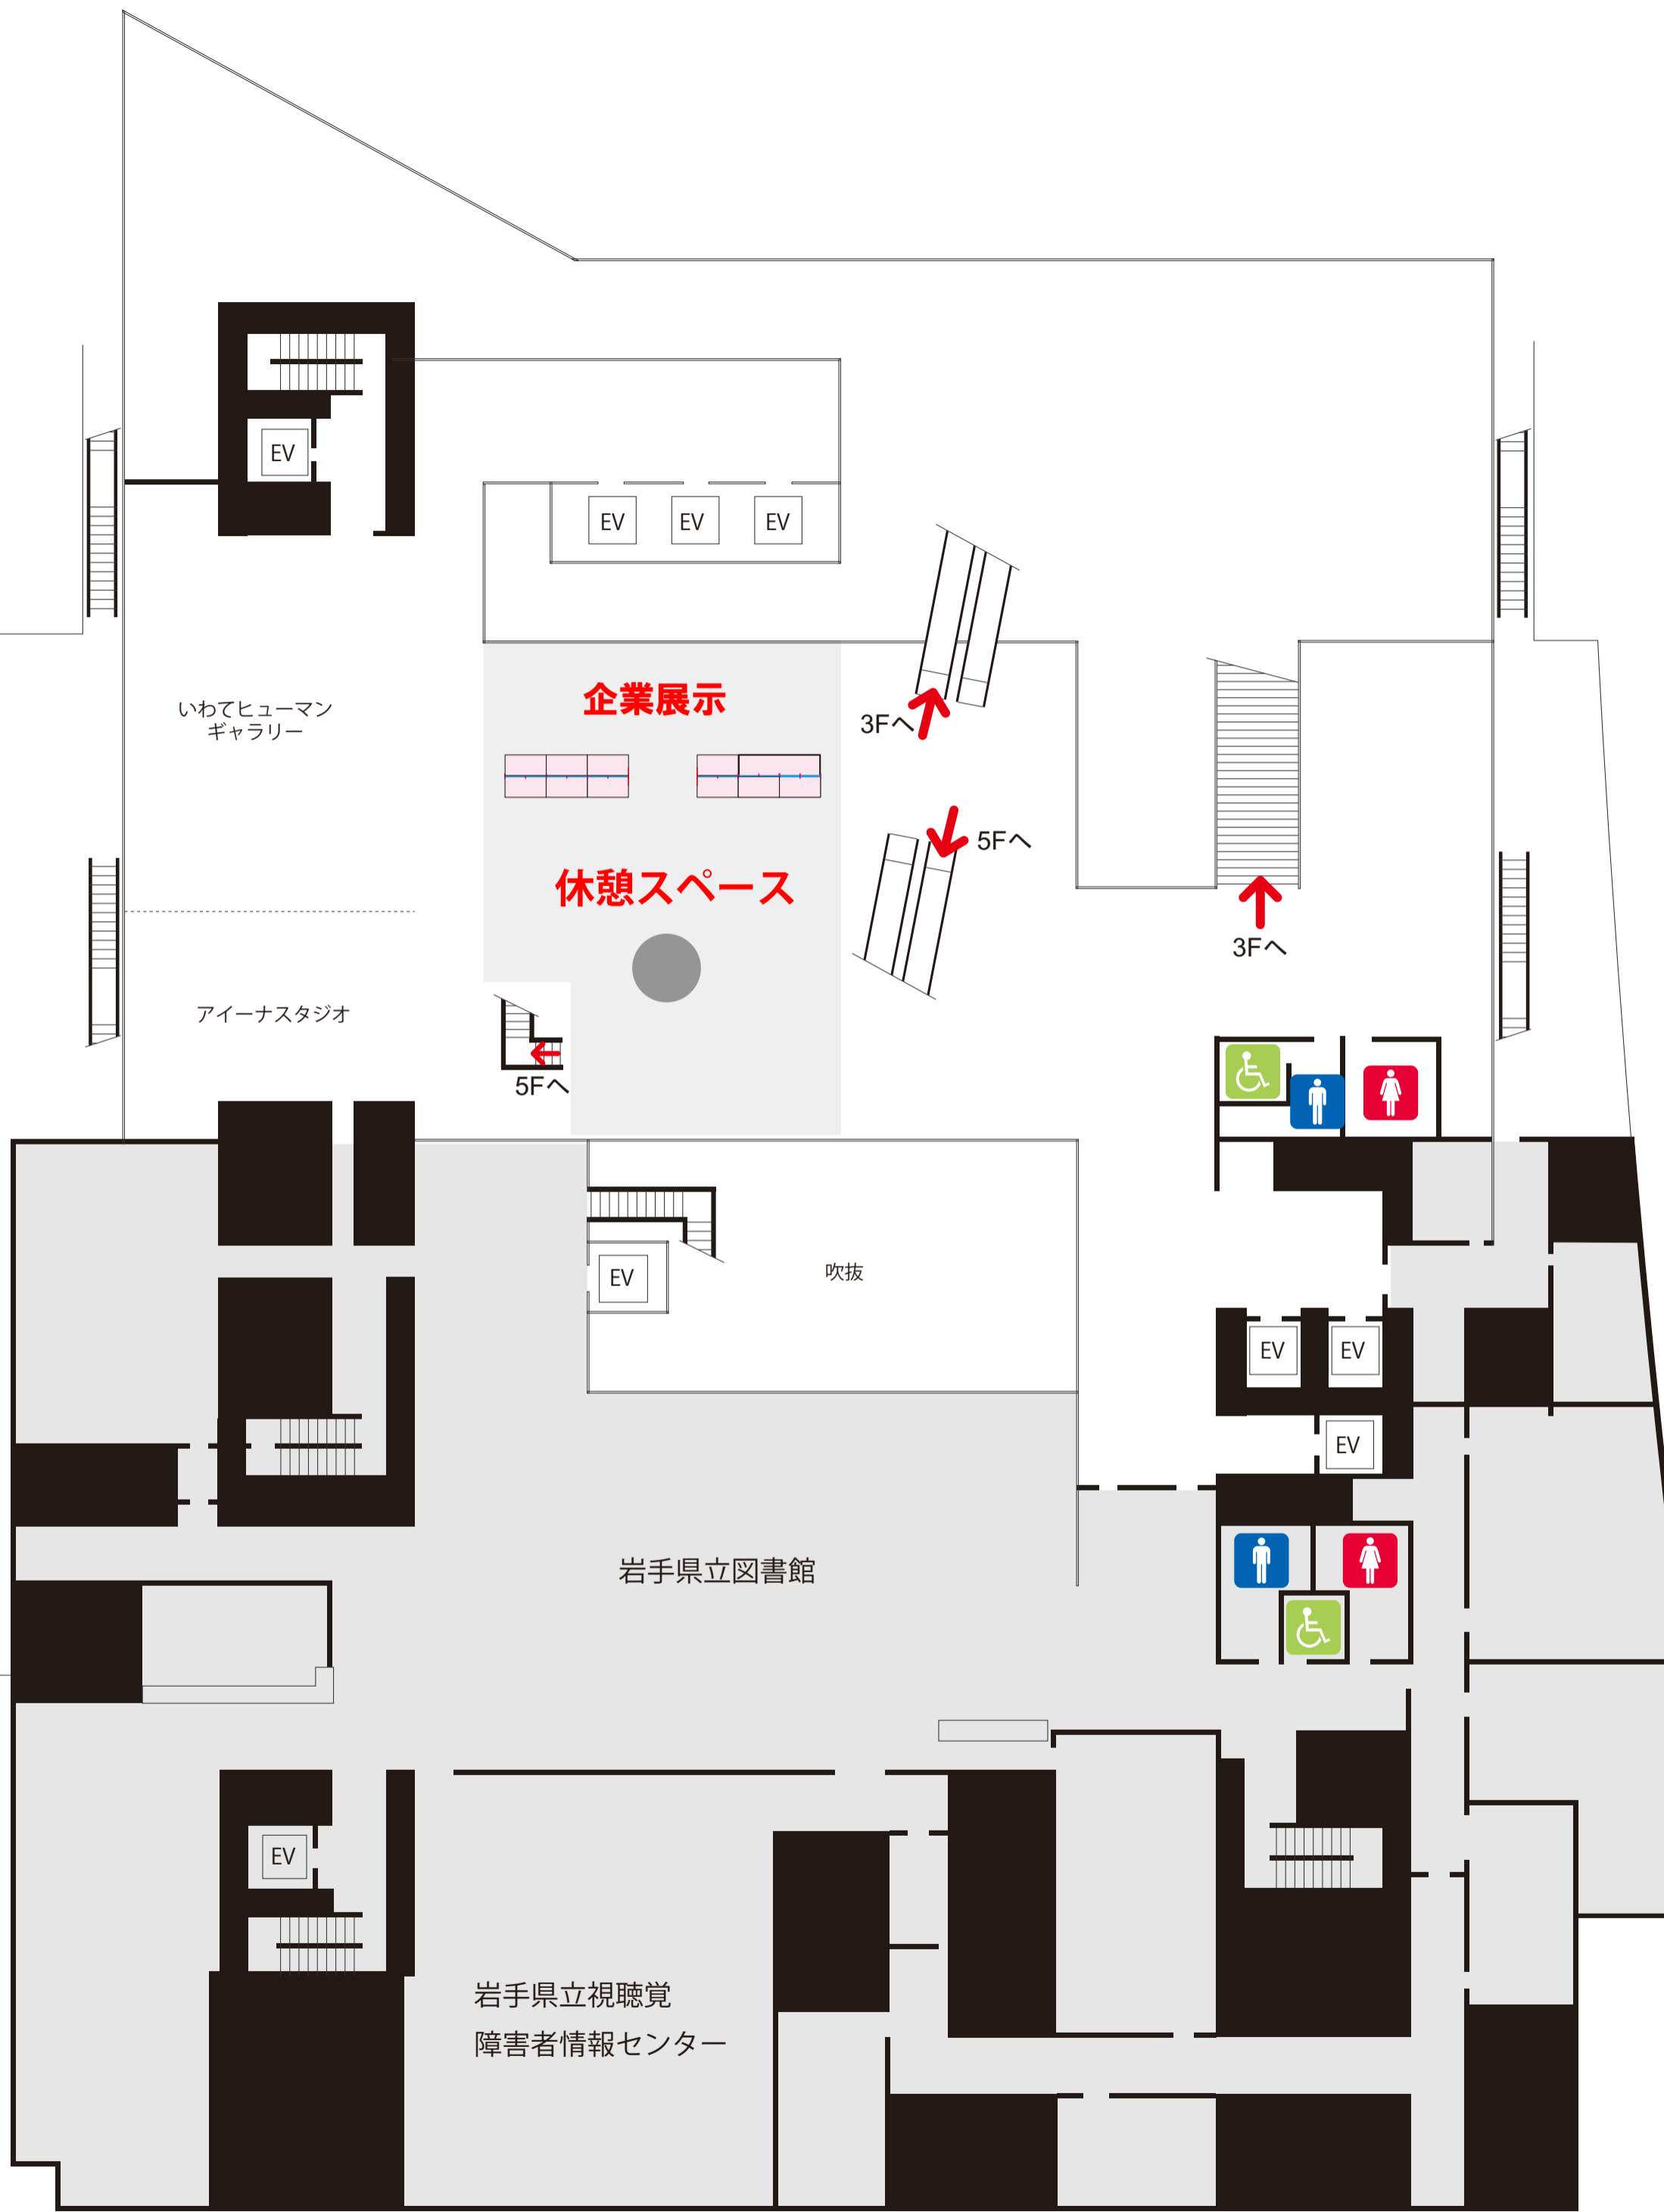 EV
EV
EV
EV
企業展示
いわてヒューマン
ギャラリー
3Fへ
5Fへ
休憩スペース
3Fへ
アイーナスタジオ
5Fへ
吹抜
EV
EV
EV
EV
岩手県立図書館
EV
岩手県立視聴覚
障害者情報センター